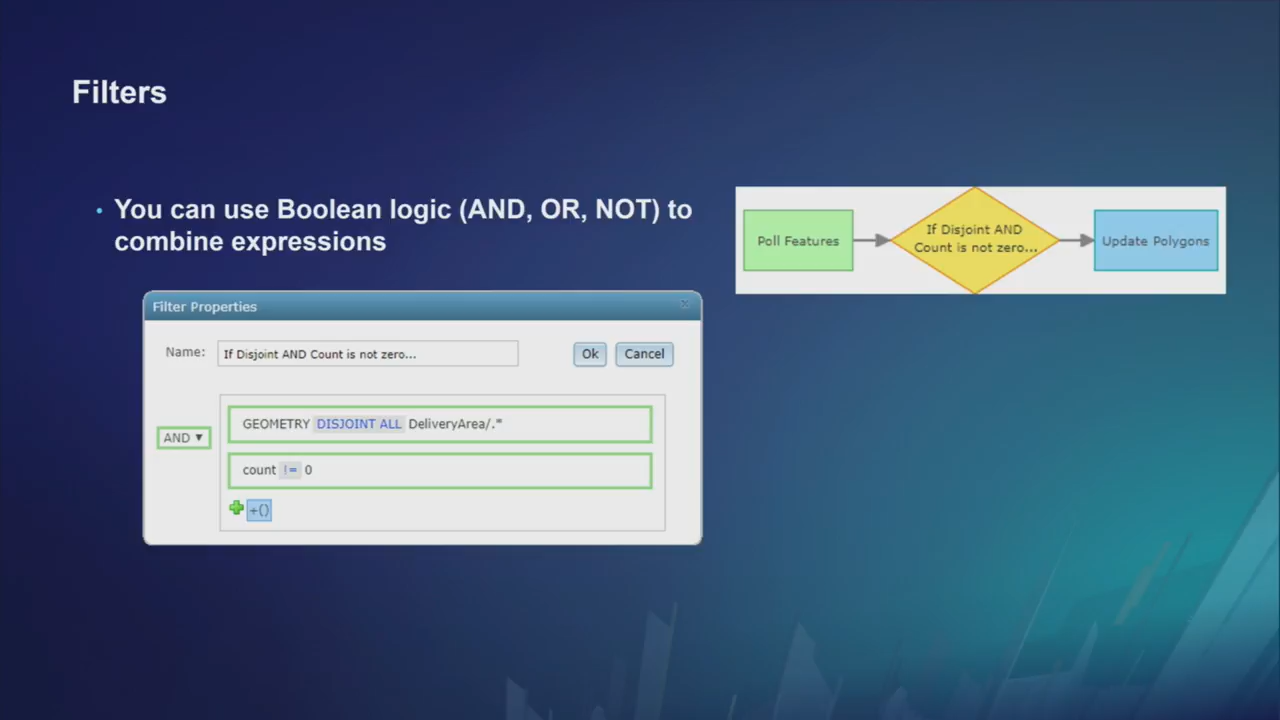 Filters
• You can use Boolean logic (AND, OR, NOT) to
combine expressions
Poll Features
If Disjoint AND
Count is not zero...
Update Polygons
Filter Properties
Name: If Disjoint AND Count is not zero... Ok Cancel
AND ▼
GEOMETRY DISJOINT ALL DeliveryArea/.*
count != 0
+()